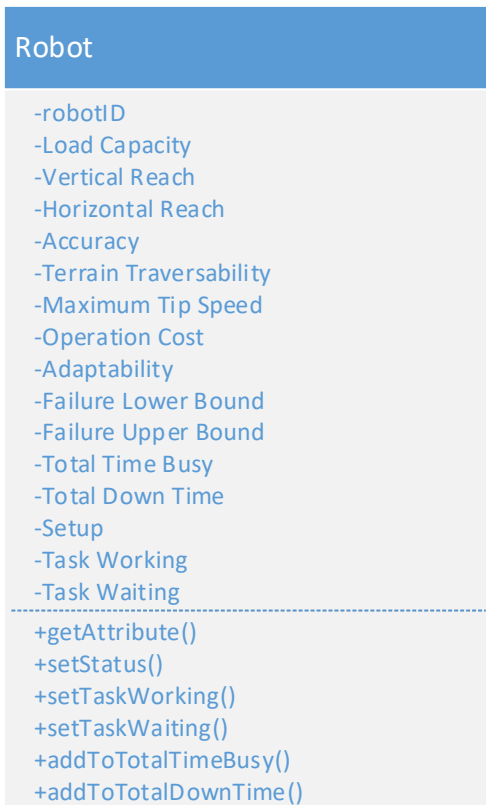 Robot
-robotID
-Load Capacity
-Vertical Reach
-Horizontal Reach
-Accuracy
-Terrain Traversability
-Maximum Tip Speed
-Operation Cost
-Adaptability
-Failure Lower Bound
-Failure Upper Bound
-Total Time Busy
-Total Down Time
-Setup
-Task Working
-Task Waiting
+getAttribute()
+setStatus()
+setTaskWorking()
+setTaskWaiting()
+addToTotalTimeBusy()
+addToTotalDownTime()